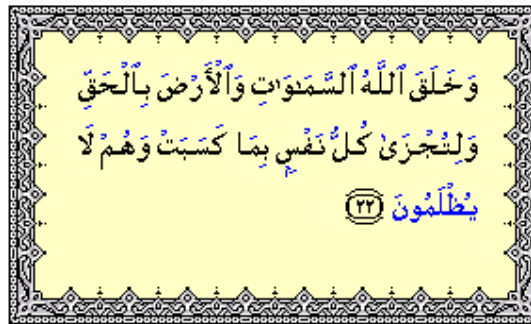 وَخَلَقَ ٱللَّهُ ٱلسَّمَٰوَٰتِ وَٱلْأَرْضَ بِٱلْحَقِّ
وَلِتُجْزَىٰ كُلُّ نَفْسٍۭ بِمَا كَسَبَتْ وَهُمْ لَا
يُظْلَمُونَ ٢٢